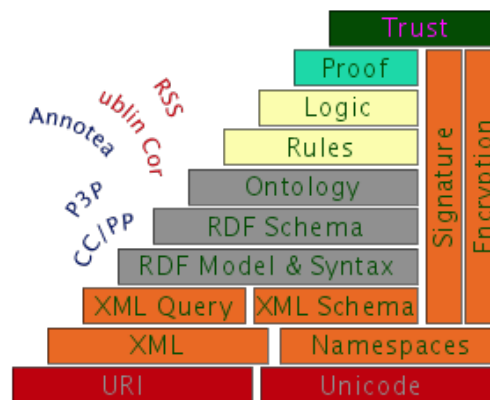 Trust
Proof
Logic
Rules
Ontology
RDF Schema
RDF Model & Syntax
XML Query XML Schema
XML Namespaces
URI Unicode
Signature
Encryption
RSS
ublin Cor
Annotea
P3P
CC/PP